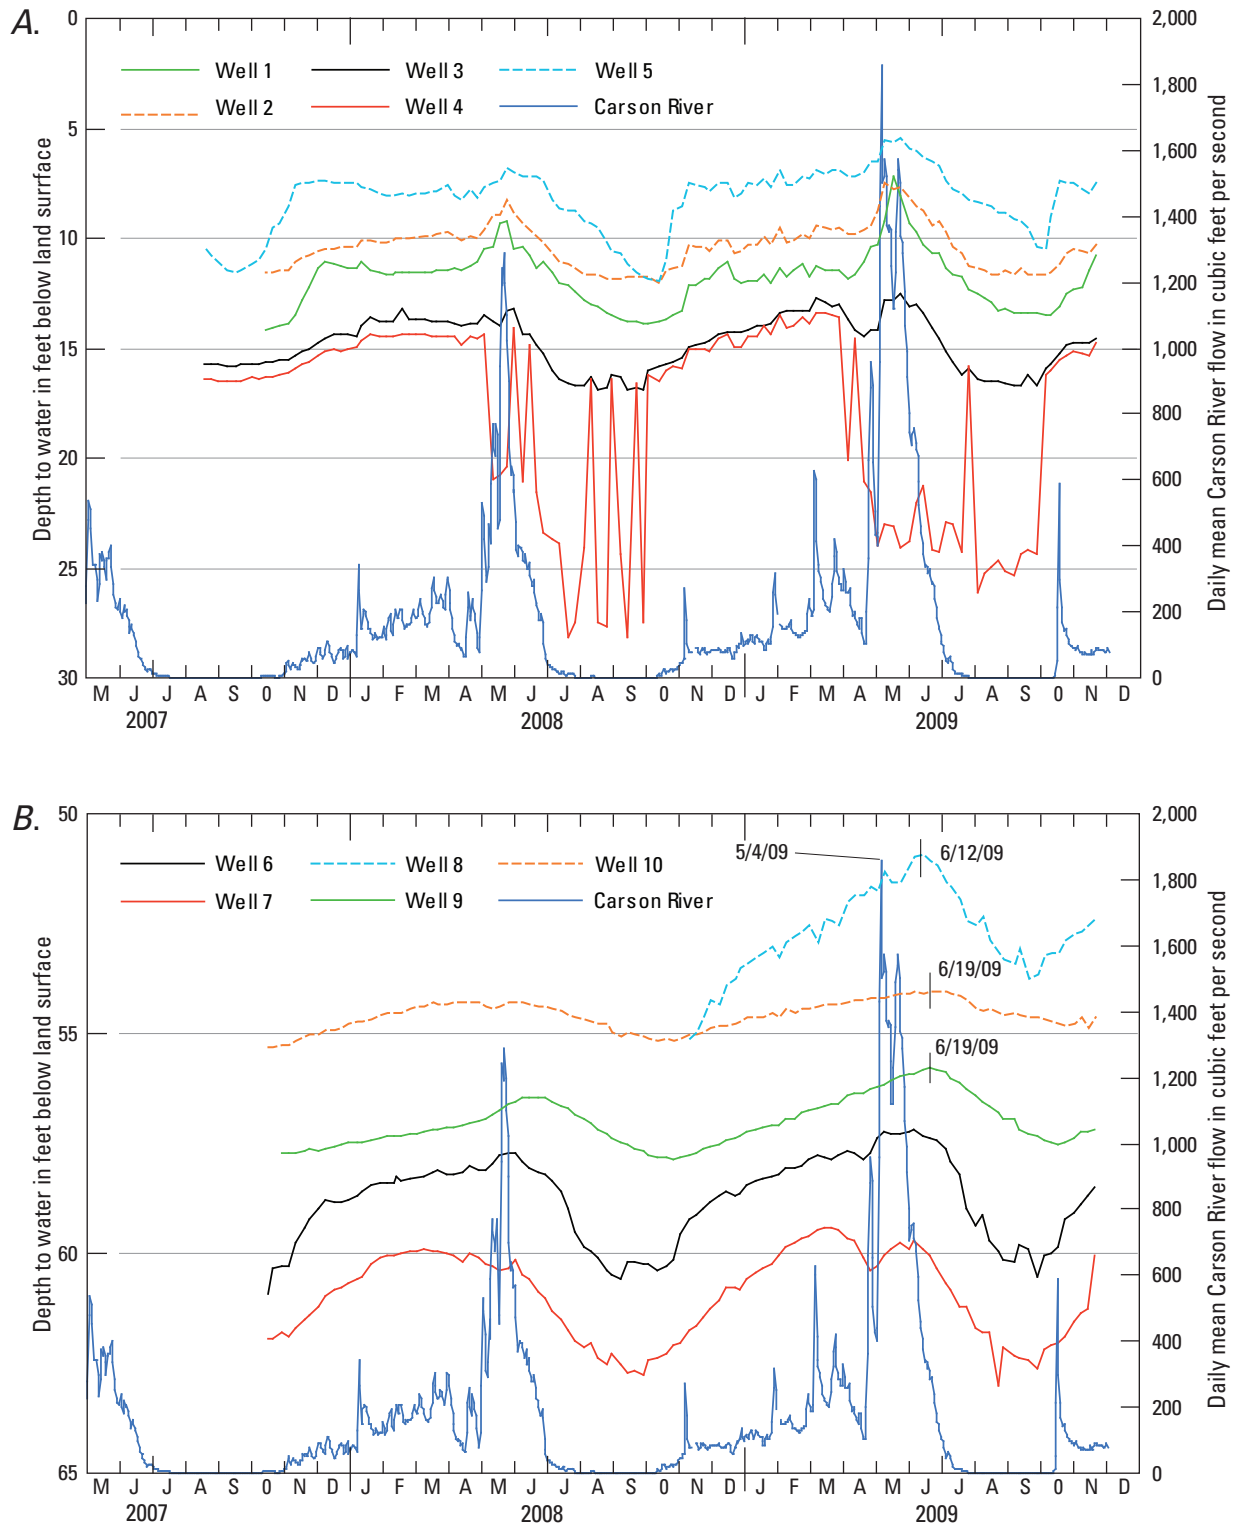 A.
Depth to water in feet below land surrface
0
5
10
15
20
25
30
Well 1
Well 3
Well 5
Well 2
Well 4
Carson River
2,000
1,800
1,600
1,400
1,200
1,000
800
600
400
200
0
Daily mean Carson River flow in cubic feet per second
M J J A S O N D J F M A M J J A S O N D J F M A M J J A S O N D
2007 2008 2009
B.
Depth to water in feet below land surface
50
55
60
65
Well 6
Well 8
Well 10
Well 7
Well 9
Carson River
5/4/09
6/12/09
6/19/09
6/19/09
2,000
1,800
1,600
1,400
1,200
1,000
800
600
400
200
0
Daily mean Carson River flow in cubic feet per second
M J J A S O N D J F M A M J J A S O N D J F M A M J J A S O N D
2007 2008 2009